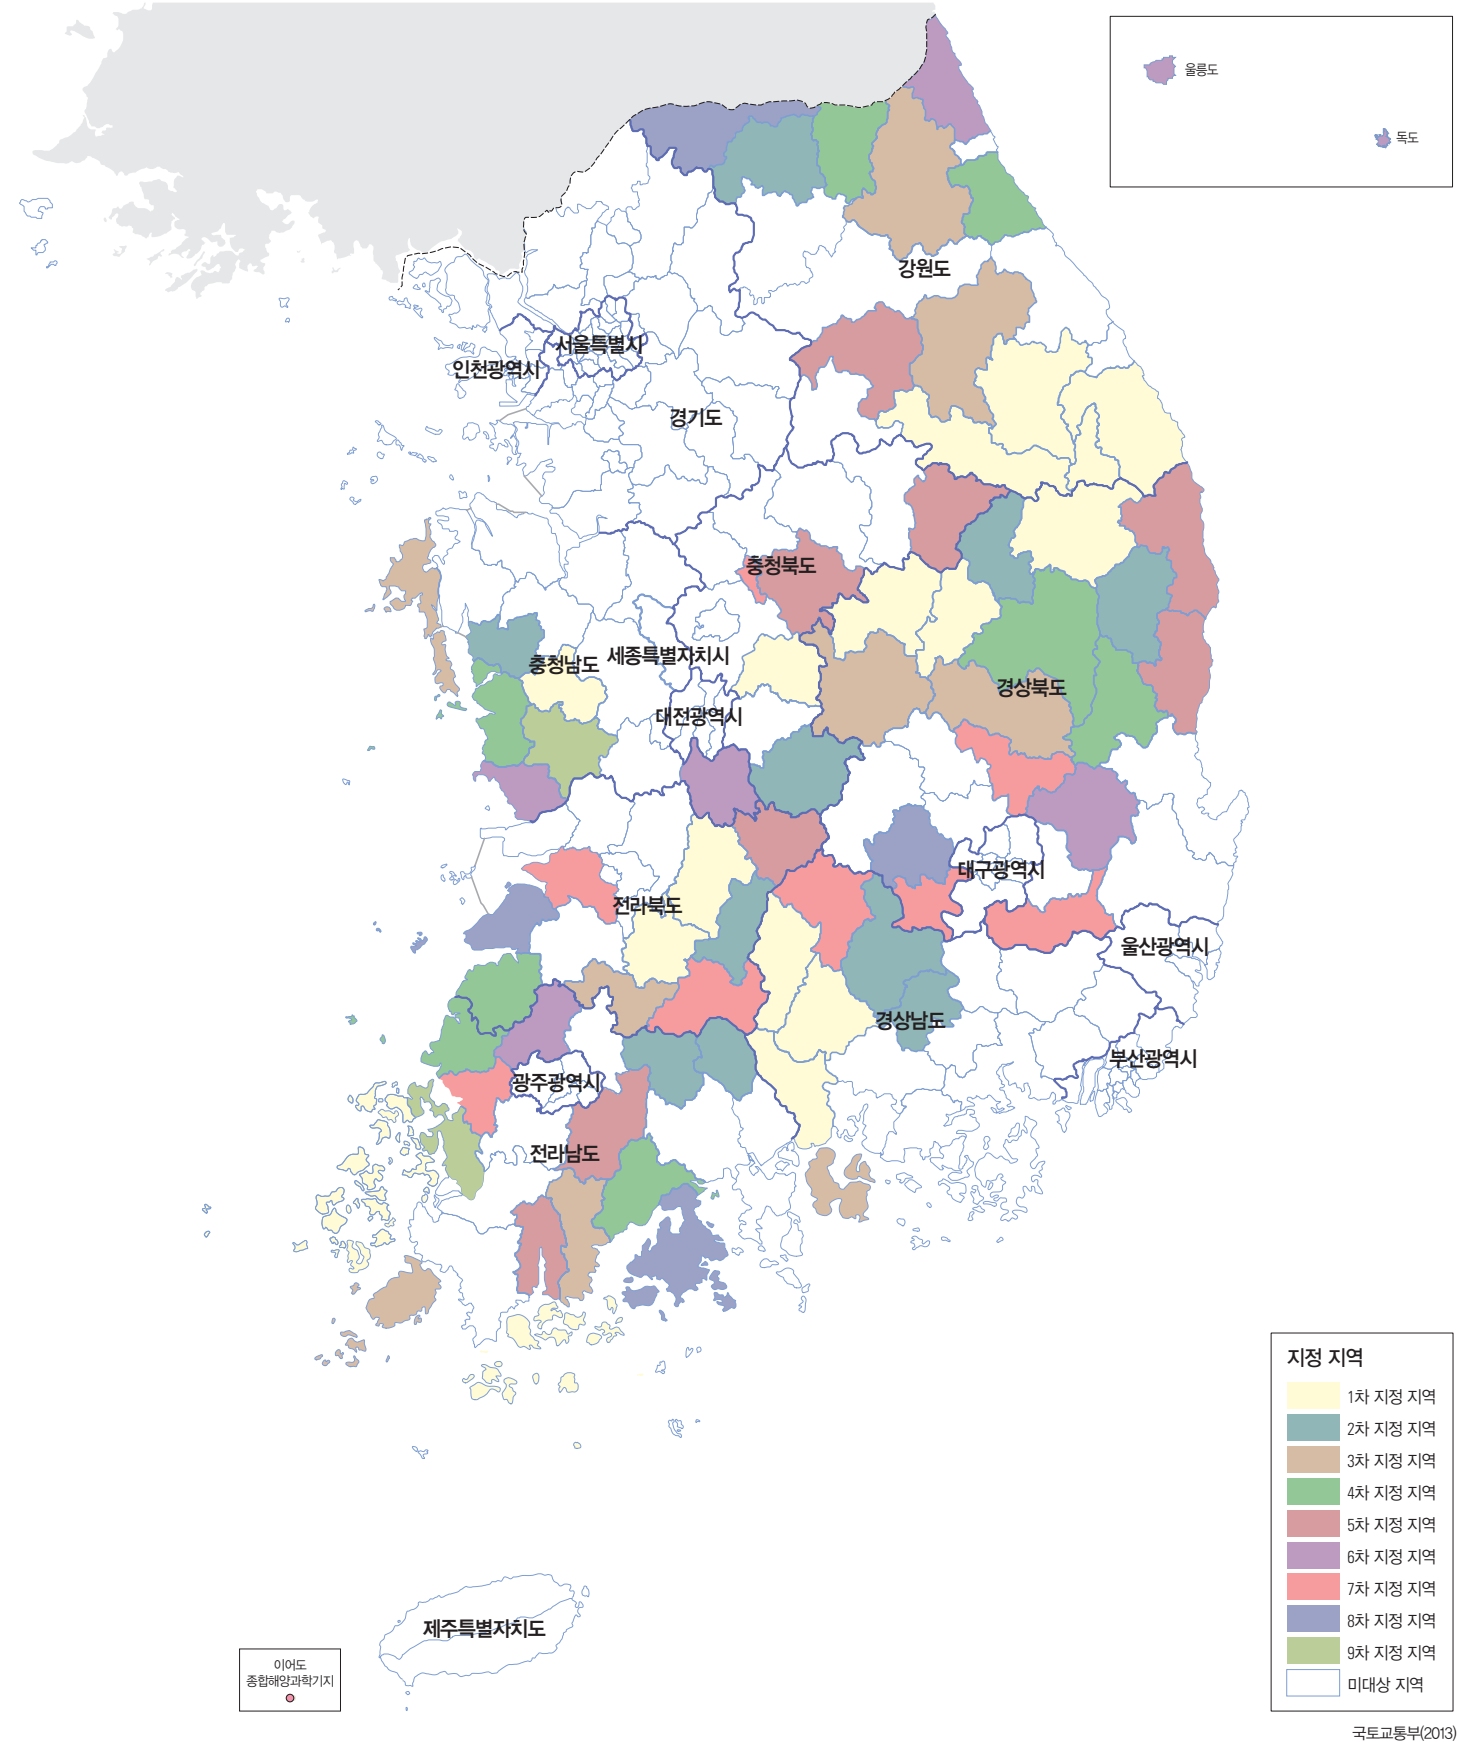 울릉도
독도
강원도
서울특별시
인천광역시
경기도
충청북도
세종특별자치시
충청남도
경상북도
대전광역시
대구광역시
전라북도
울산광역시
경상남도
부산광역시
광주광역시
전라남도
제주특별자치도
이어도
종합해양과학기지
지정 지역
1차 지정 지역
2차 지정 지역
3차 지정 지역
4차 지정 지역
5차 지정 지역
6차 지정 지역
7차 지정 지역
8차 지정 지역
9차 지정 지역
미대상 지역
국토교통부(2013)